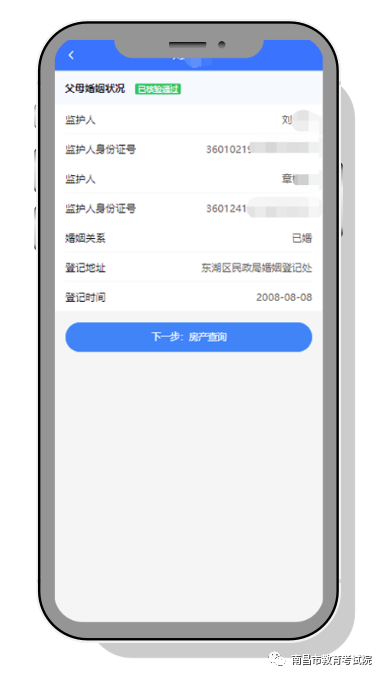 父母婚姻状况 已核验通过
监护人 刘
监护人身份证号 3601021
监护人 章
监护人身份证号 360124
婚姻关系 已婚
登记地址 东湖区民政局婚姻登记处
登记时间 2008-08-08
下一步：房产查询
南昌市教育考试院